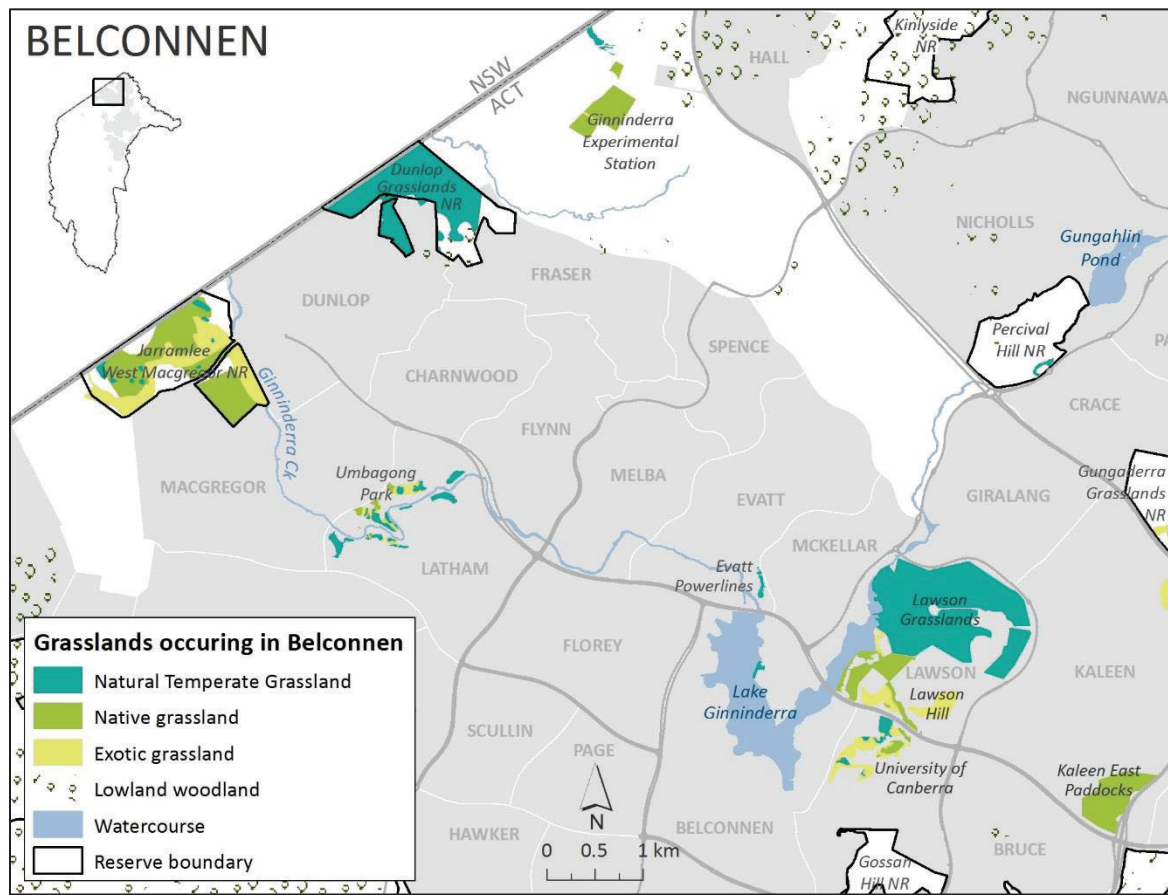 BELCONNEN
NSW
ACT
HALL
Kinlyside
NR
NGUNNAWA
Ginninderra
Experimental
Station
Dunlop
Grasslands
NR
NICHOLLS
Gungahlin
Pond
FRASER
DUNLOP
Percival
Hill NR
PA
Jarramlee
West Macgregor NR
SPENCE
CHARNWOOD
CRACE
Ginninderra Ck
FLYNN
Umbagong
Park
MACGREGOR
MELBA
Gungaderra
Grasslands
NR
EVATT
GIRALANG
MCKELLAR
LATHAM
Evatt
Powerlines
Lawson
Grasslands
FLOREY
KALEEN
LAWSON
Lake
Ginninderra
Lawson
Hill
SCULLIN
PAGE
University of
Canberra
Kaleen East
Paddocks
HAWKER
BELCONNEN
BRUCE
Gossan
Hill NR
N
0 0.5 1 km
Grasslands occuring in Belconnen
Natural Temperate Grassland
Native grassland
Exotic grassland
Lowland woodland
Watercourse
Reserve boundary